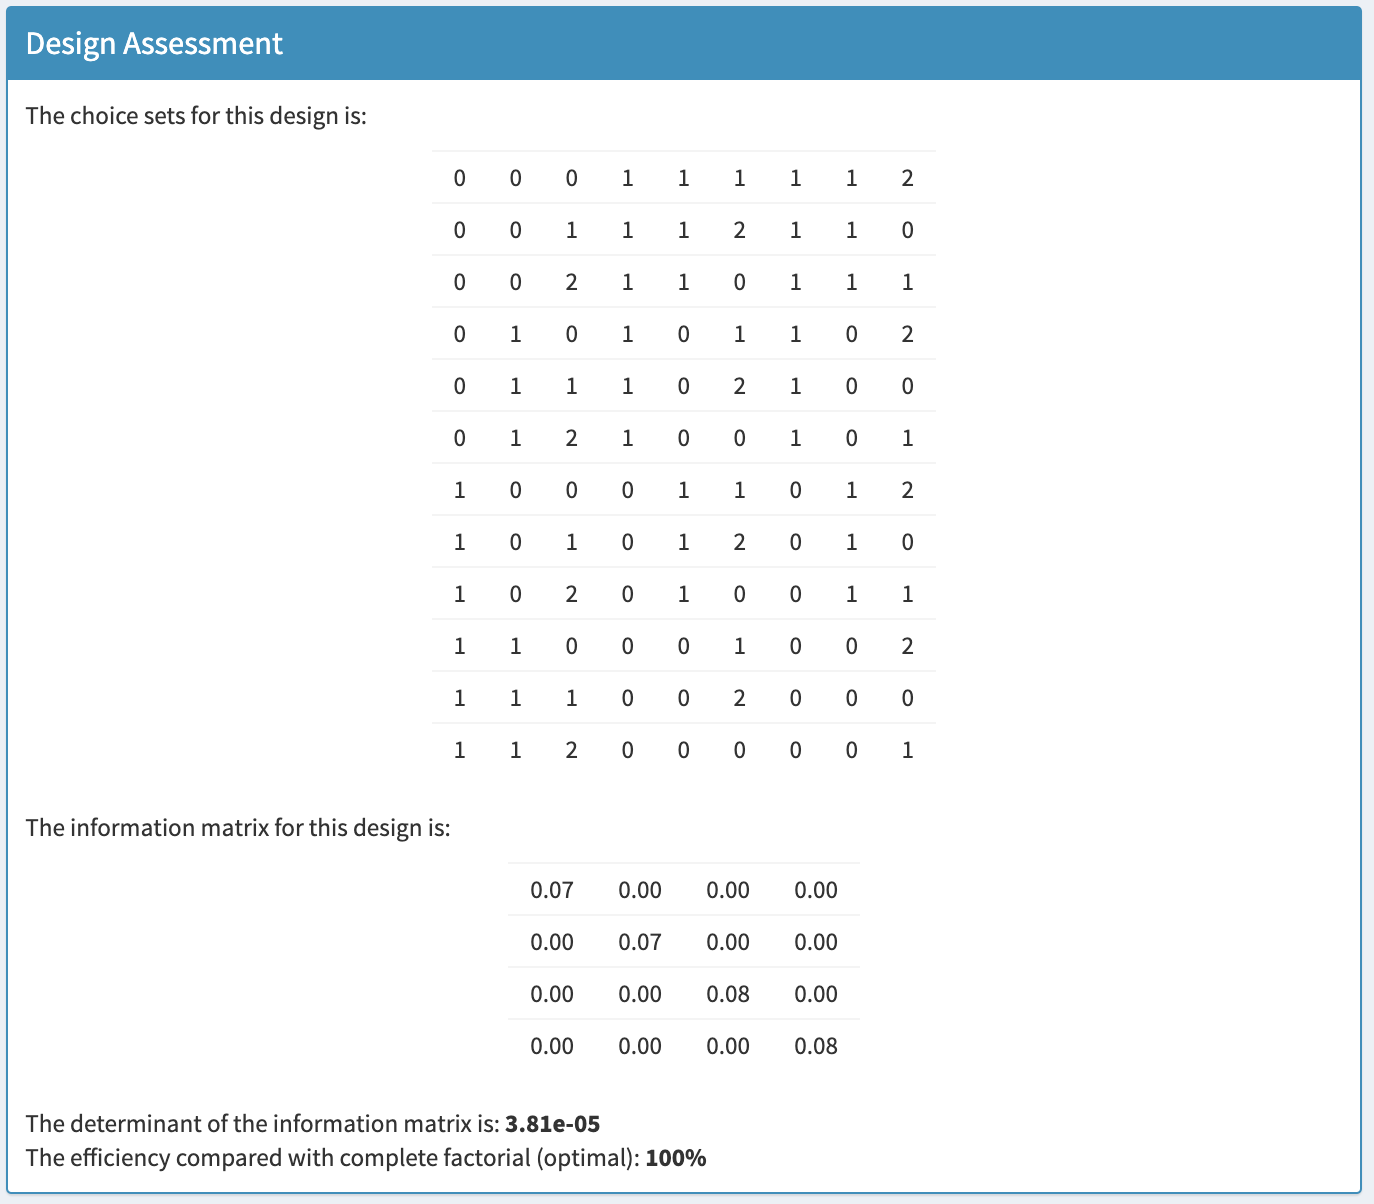 Design Assessment
The choice sets for this design is:
0 0 0 1 1 1 1 1 2
0 0 1 1 1 2 1 1 0
0 0 2 1 1 0 1 1 1
0 1 0 1 0 1 1 0 2
0 1 1 1 0 2 1 0 0
0 1 2 1 0 0 1 0 1
1 0 0 0 1 1 0 1 2
1 0 1 0 1 2 0 1 0
1 0 2 0 1 0 0 1 1
1 1 0 0 0 1 0 0 2
1 1 1 0 0 2 0 0 0
1 1 2 0 0 0 0 0 1
The information matrix for this design is:
0.07 0.00 0.00 0.00
0.00 0.07 0.00 0.00
0.00 0.00 0.08 0.00
0.00 0.00 0.00 0.08
The determinant of the information matrix is: 3.81e-05
The efficiency compared with complete factorial (optimal): 100%